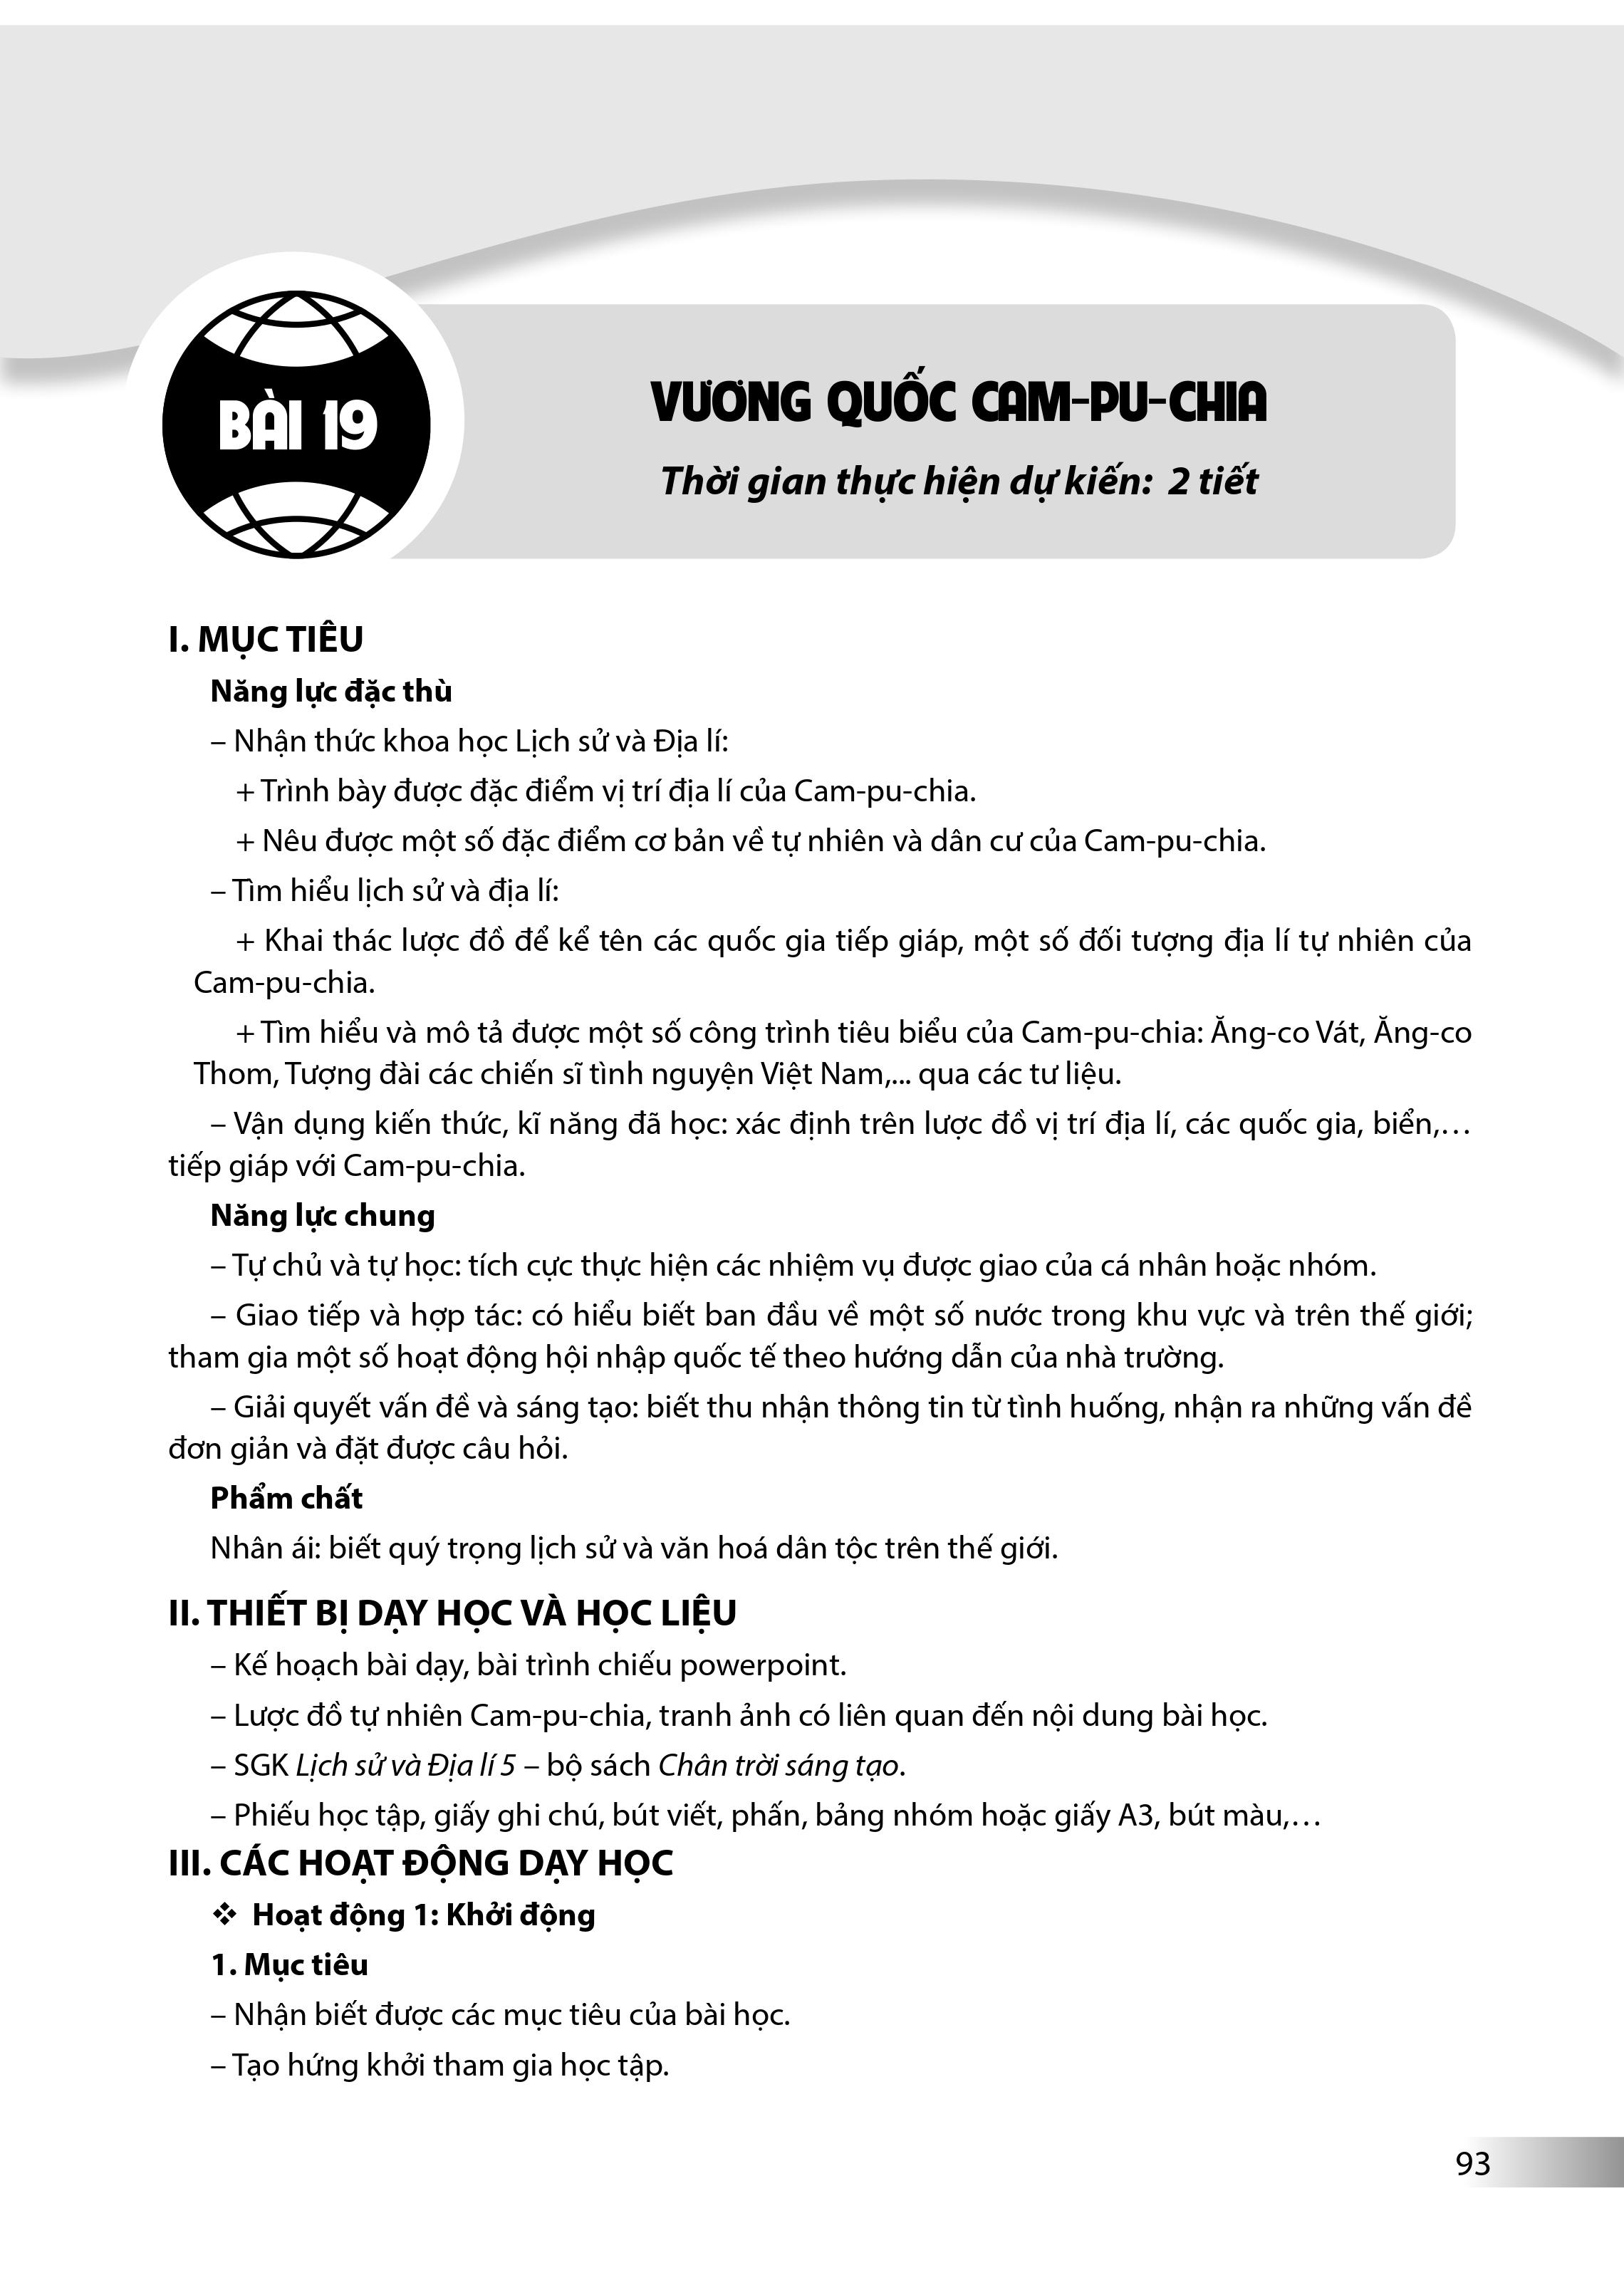 BÀI 19
VƯƠNG QUỐC CAM-PU-CHIA
Thời gian thực hiện dự kiến: 2 tiết
I. MỤC TIÊU
Năng lực đặc thù
– Nhận thức khoa học Lịch sử và Địa lí:
+ Trình bày được đặc điểm vị trí địa lí của Cam-pu-chia.
+ Nêu được một số đặc điểm cơ bản về tự nhiên và dân cư của Cam-pu-chia.
– Tìm hiểu lịch sử và địa lí:
+ Khai thác lược đồ để kể tên các quốc gia tiếp giáp, một số đối tượng địa lí tự nhiên của
Cam-pu-chia.
+ Tìm hiểu và mô tả được một số công trình tiêu biểu của Cam-pu-chia: Ăng-co Vát, Ăng-co
Thom, Tượng đài các chiến sĩ tình nguyện Việt Nam,... qua các tư liệu.
– Vận dụng kiến thức, kĩ năng đã học: xác định trên lược đồ vị trí địa lí, các quốc gia, biển,…
tiếp giáp với Cam-pu-chia.
Năng lực chung
– Tự chủ và tự học: tích cực thực hiện các nhiệm vụ được giao của cá nhân hoặc nhóm.
– Giao tiếp và hợp tác: có hiểu biết ban đầu về một số nước trong khu vực và trên thế giới;
tham gia một số hoạt động hội nhập quốc tế theo hướng dẫn của nhà trường.
– Giải quyết vấn đề và sáng tạo: biết thu nhận thông tin từ tình huống, nhận ra những vấn đề
đơn giản và đặt được câu hỏi.
Phẩm chất
Nhân ái: biết quý trọng lịch sử và văn hoá dân tộc trên thế giới.
II. THIẾT BỊ DẠY HỌC VÀ HỌC LIỆU
– Kế hoạch bài dạy, bài trình chiếu powerpoint.
– Lược đồ tự nhiên Cam-pu-chia, tranh ảnh có liên quan đến nội dung bài học.
– SGK Lịch sử và Địa lí 5 – bộ sách Chân trời sáng tạo.
– Phiếu học tập, giấy ghi chú, bút viết, phấn, bảng nhóm hoặc giấy A3, bút màu,…
III. CÁC HOẠT ĐỘNG DẠY HỌC
❖ Hoạt động 1: Khởi động
1. Mục tiêu
– Nhận biết được các mục tiêu của bài học.
– Tạo hứng khởi tham gia học tập.
93